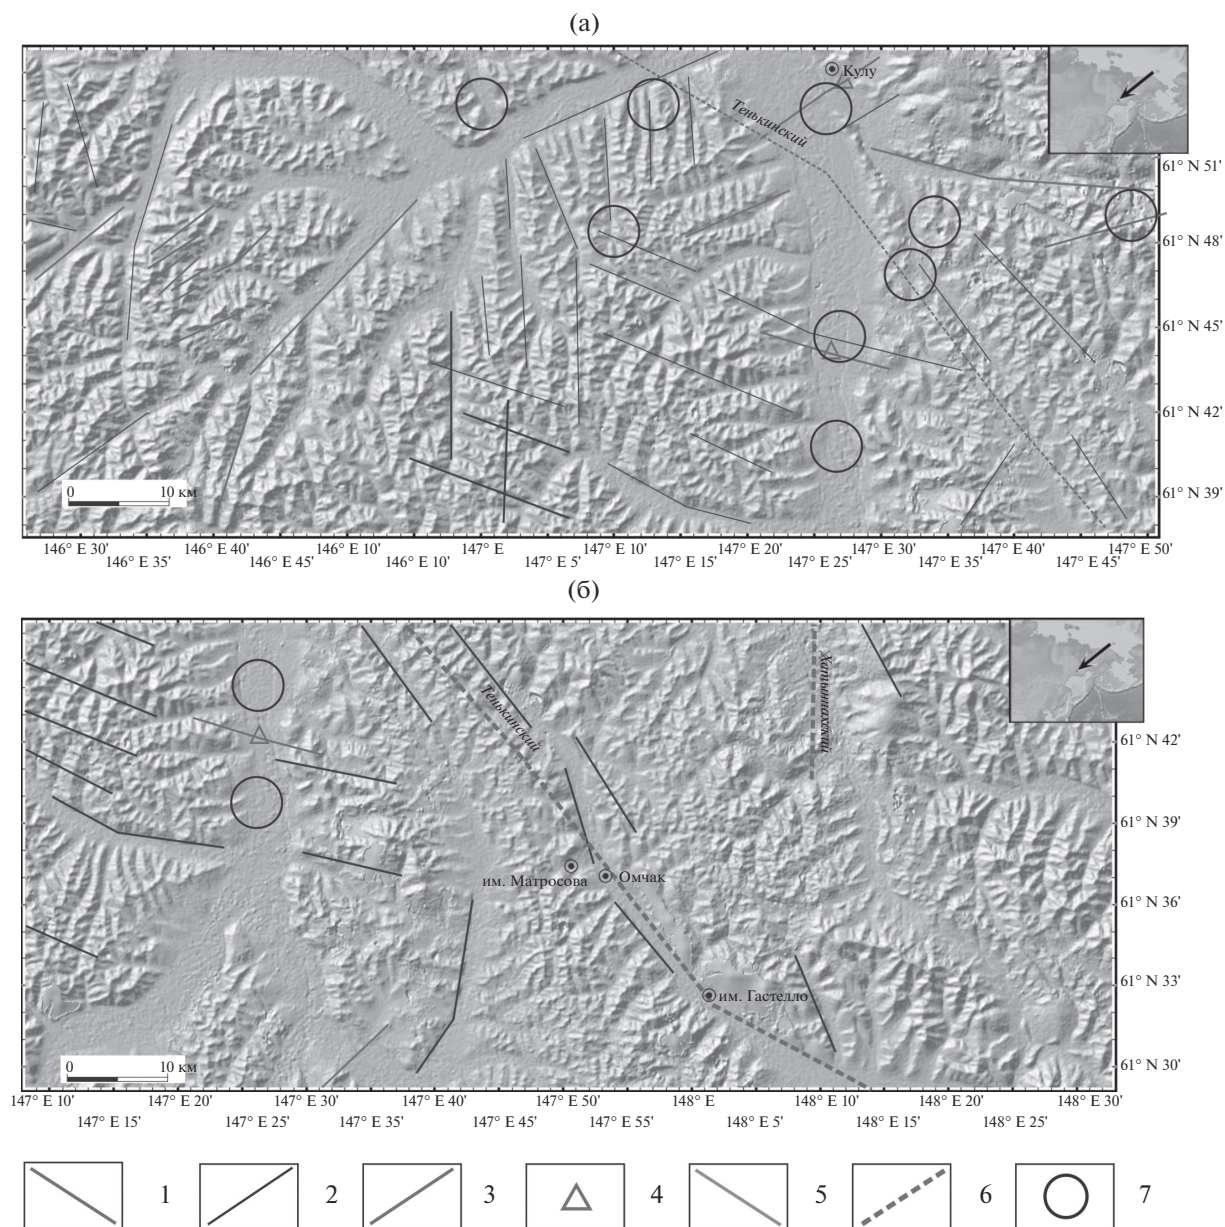 (а)
Кулу
Тенькинский
61° N 51'
61° N 48'
61° N 45'
61° N 42'
61° N 39'
0 10 км
146° E 30' 146° E 40' 146° E 10' 147° E 147° E 10' 147° E 20' 147° E 30' 147° E 40' 147° E 50'
146° E 35' 146° E 45' 146° E 10' 147° E 5' 147° E 15' 147° E 25' 147° E 35' 147° E 45'
(б)
Тенькинский
61° N 42'
61° N 39'
им. Матросова
Омчак
61° N 36'
61° N 33'
им. Гастелло
61° N 30'
0 10 км
147° E 10' 147° E 20' 147° E 30' 147° E 40' 147° E 50' 148° E 148° E 10' 148° E 20' 148° E 30'
147° E 15' 147° E 25' 147° E 35' 147° E 45' 147° E 55' 148° E 5' 148° E 15' 148° E 25'
1 2 3 4 5 6 7